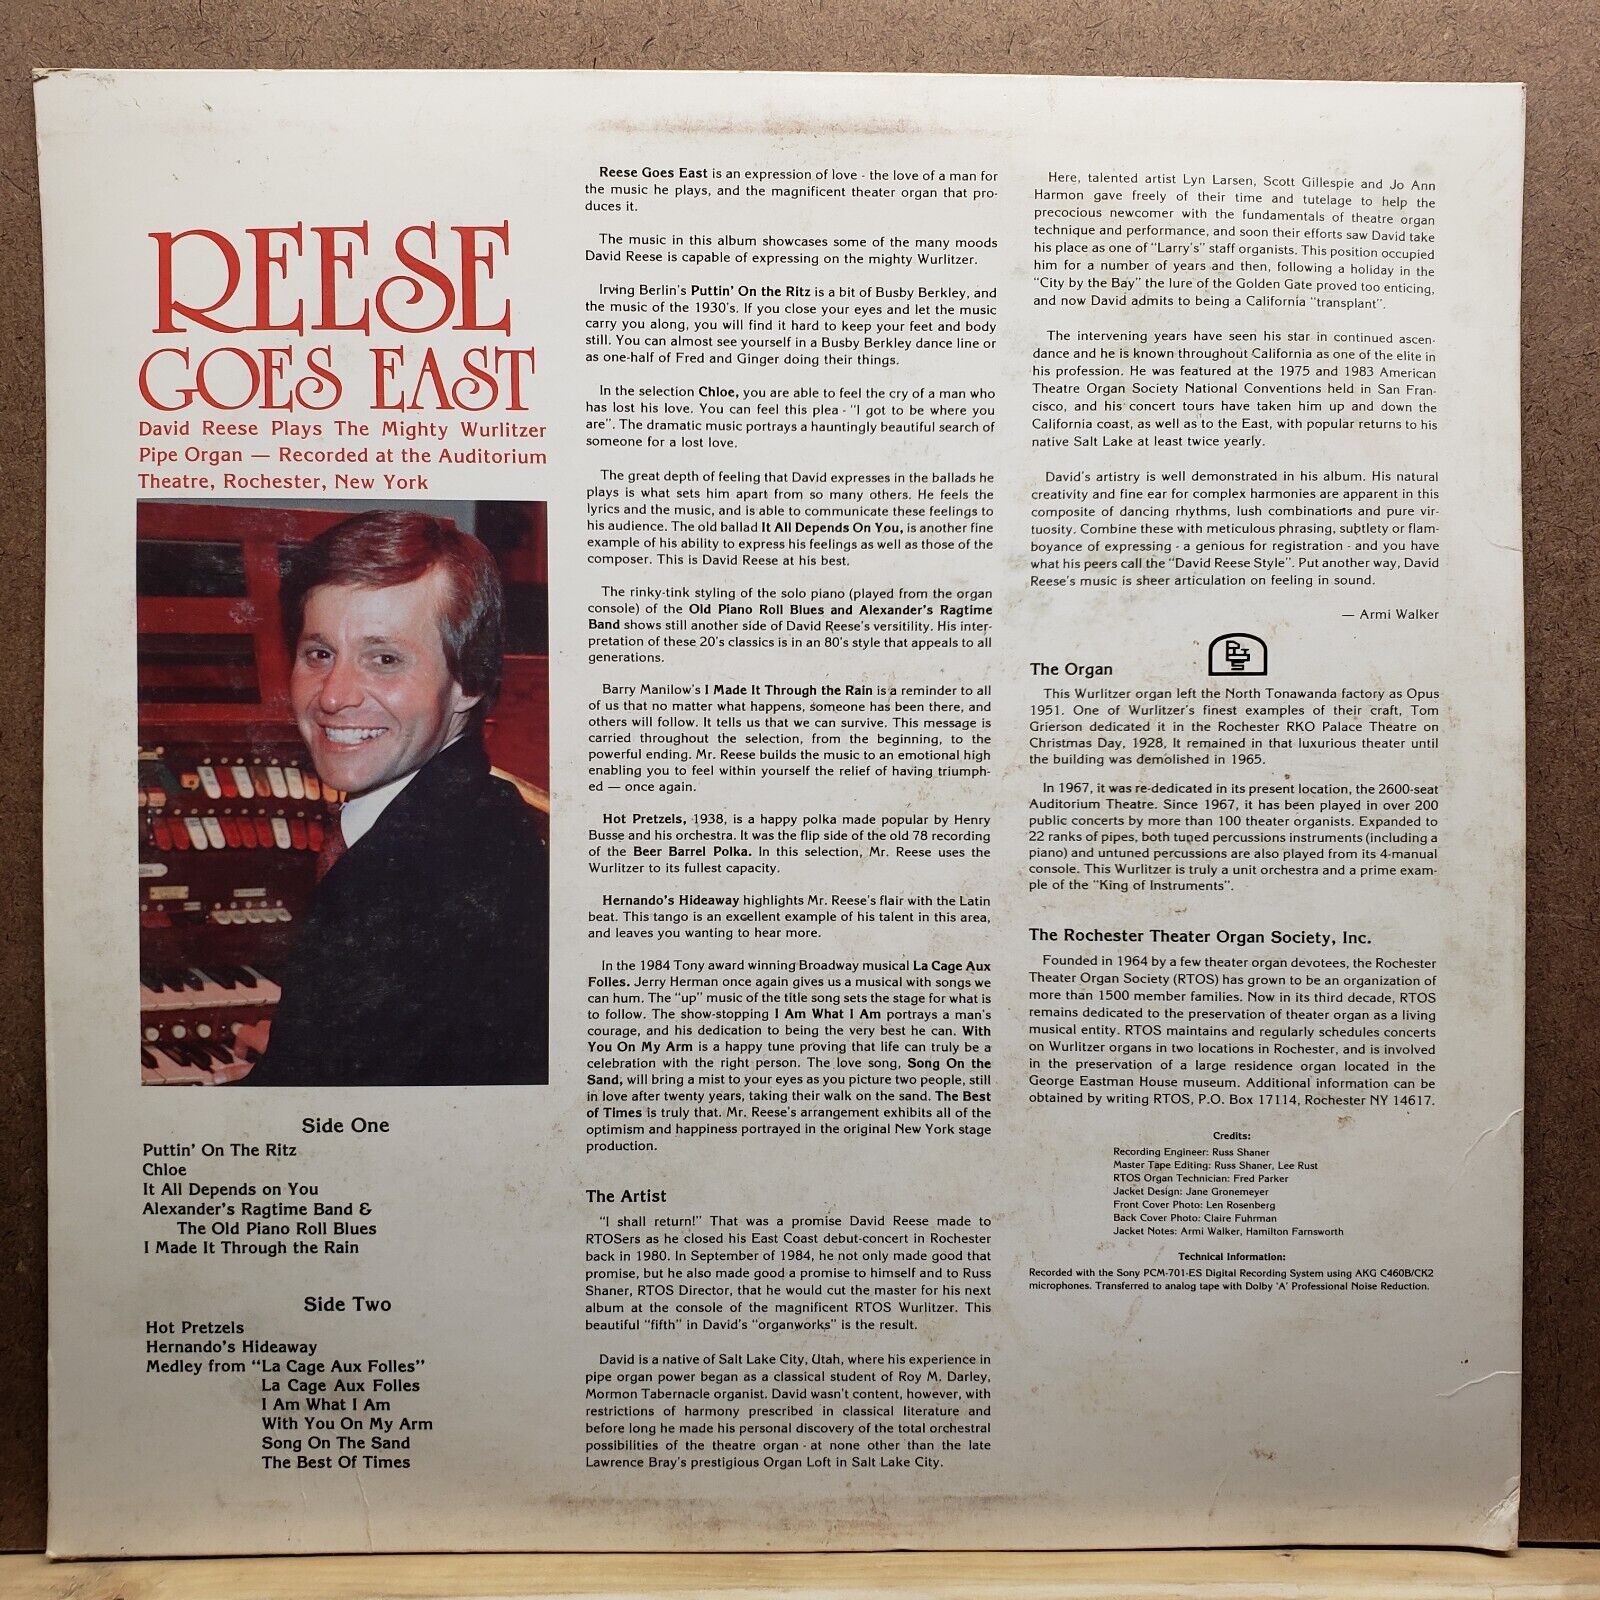 REESE
GOES EAST
David Reese Plays The Mighty Wurlitzer
Pipe Organ — Recorded at the Auditorium
Theatre, Rochester, New York
Side One
Puttin' On The Ritz
Chloe
It All Depends on You
Alexander's Ragtime Band &
The Old Piano Roll Blues
I Made It Through the Rain
Side Two
Hot Pretzels
Hernando's Hideaway
Medley from "La Cage Aux Folles"
La Cage Aux Folles
I Am What I Am
With You On My Arm
Song On The Sand
The Best Of Times
Reese Goes East is an expression of love - the love of a man for
the music he plays, and the magnificent theater organ that pro-
duces it.
The music in this album showcases some of the many moods
David Reese is capable of expressing on the mighty Wurlitzer.
Irving Berlin's Puttin' On the Ritz is a bit of Busby Berkley, and
the music of the 1930's. If you close your eyes and let the music
carry you along, you will find it hard to keep your feet and body
still. You can almost see yourself in a Busby Berkley dance line or
as one-half of Fred and Ginger doing their things.
In the selection Chloe, you are able to feel the cry of a man who
has lost his love. You can feel this plea - "I got to be where you
are". The dramatic music portrays a hauntingly beautiful search of
someone for a lost love.
The great depth of feeling that David expresses in the ballads he
plays is what sets him apart from so many others. He feels the
lyrics and the music, and is able to communicate these feelings to
his audience. The old ballad It All Depends On You, is another fine
example of his ability to express his feelings as well as those of the
composer. This is David Reese at his best.
The rinky-tink styling of the solo piano (played from the organ
console) of the Old Piano Roll Blues and Alexander's Ragtime
Band shows still another side of David Reese's versitility. His inter-
pretation of these 20's classics is in an 80's style that appeals to all
generations.
Barry Manilow's I Made It Through the Rain is a reminder to all
of us that no matter what happens, someone has been there, and
others will follow. It tells us that we can survive. This message is
carried throughout the selection, from the beginning, to the
powerful ending. Mr. Reese builds the music to an emotional high
enabling you to feel within yourself the relief of having triumph-
ed — once again.
Hot Pretzels, 1938, is a happy polka made popular by Henry
Busse and his orchestra. It was the flip side of the old 78 recording
of the Beer Barrel Polka. In this selection, Mr. Reese uses the
Wurlitzer to its fullest capacity.
Hernando's Hideaway highlights Mr. Reese's flair with the Latin
beat. This tango is an excellent example of his talent in this area,
and leaves you wanting to hear more.
In the 1984 Tony award winning Broadway musical La Cage Aux
Folles. Jerry Herman once again gives us a musical with songs we
can hum. The "up" music of the title song sets the stage for what is
to follow. The show-stopping I Am What I Am portrays a man's
courage, and his dedication to being the very best he can. With
You On My Arm is a happy tune proving that life can truly be a
celebration with the right person. The love song, Song On the
Sand, will bring a mist to your eyes as you picture two people, still
in love after twenty years, taking their walk on the sand. The Best
of Times is truly that. Mr. Reese's arrangement exhibits all of the
optimism and happiness portrayed in the original New York stage
production.
The Artist
"I shall return!" That was a promise David Reese made to
RTOSers as he closed his East Coast debut-concert in Rochester
back in 1980. In September of 1984, he not only made good that
promise, but he also made good a promise to himself and to Russ
Shaner, RTOS Director, that he would cut the master for his next
album at the console of the magnificent RTOS Wurlitzer. This
beautiful "fifth" in David's "organworks" is the result.
David is a native of Salt Lake City, Utah, where his experience in
pipe organ power began as a classical student of Roy M. Darley,
Mormon Tabernacle organist. David wasn't content, however, with
restrictions of harmony prescribed in classical literature and
before long he made his personal discovery of the total orchestral
possibilities of the theatre organ - at none other than the late
Lawrence Bray's prestigious Organ Loft in Salt Lake City.
Here, talented artist Lyn Larsen, Scott Gillespie and Jo Ann
Harmon gave freely of their time and tutelage to help the
precocious newcomer with the fundamentals of theatre organ
technique and performance, and soon their efforts saw David take
his place as one of "Larry's" staff organists. This position occupied
him for a number of years and then, following a holiday in the
"City by the Bay" the lure of the Golden Gate proved too enticing,
and now David admits to being a California "transplant".
The intervening years have seen his star in continued ascen-
dance and he is known throughout California as one of the elite in
his profession. He was featured at the 1975 and 1983 American
Theatre Organ Society National Conventions held in San Fran-
cisco, and his concert tours have taken him up and down the
California coast, as well as to the East, with popular returns to his
native Salt Lake at least twice yearly.
David's artistry is well demonstrated in his album. His natural
creativity and fine ear for complex harmonies are apparent in this
composite of dancing rhythms, lush combinations and pure vir-
tuosity. Combine these with meticulous phrasing, subtlety or flam-
boyance of expressing - a genious for registration - and you have
what his peers call the "David Reese Style". Put another way, David
Reese's music is sheer articulation on feeling in sound.
— Armi Walker
The Organ
This Wurlitzer organ left the North Tonawanda factory as Opus
1951. One of Wurlitzer's finest examples of their craft, Tom
Grierson dedicated it in the Rochester RKO Palace Theatre on
Christmas Day, 1928, It remained in that luxurious theater until
the building was demolished in 1965.
In 1967, it was re-dedicated in its present location, the 2600-seat
Auditorium Theatre. Since 1967, it has been played in over 200
public concerts by more than 100 theater organists. Expanded to
22 ranks of pipes, both tuned percussions instruments (including a
piano) and untuned percussions are also played from its 4-manual
console. This Wurlitzer is truly a unit orchestra and a prime exam-
ple of the "King of Instruments".
The Rochester Theater Organ Society, Inc.
Founded in 1964 by a few theater organ devotees, the Rochester
Theater Organ Society (RTOS) has grown to be an organization of
more than 1500 member families. Now in its third decade, RTOS
remains dedicated to the preservation of theater organ as a living
musical entity. RTOS maintains and regularly schedules concerts
on Wurlitzer organs in two locations in Rochester, and is involved
in the preservation of a large residence organ located in the
George Eastman House museum. Additional information can be
obtained by writing RTOS, P.O. Box 17114, Rochester NY 14617.
Credits:
Recording Engineer: Russ Shaner
Master Tape Editing: Russ Shaner, Lee Rust
RTOS Organ Technician: Fred Parker
Jacket Design: Jane Gronemeyer
Front Cover Photo: Len Rosenberg
Back Cover Photo: Claire Fuhrman
Jacket Notes: Armi Walker, Hamilton Farnsworth
Technical Information:
Recorded with the Sony PCM-701-ES Digital Recording System using AKG C460B/CK2
microphones. Transferred to analog tape with Dolby 'A' Professional Noise Reduction.